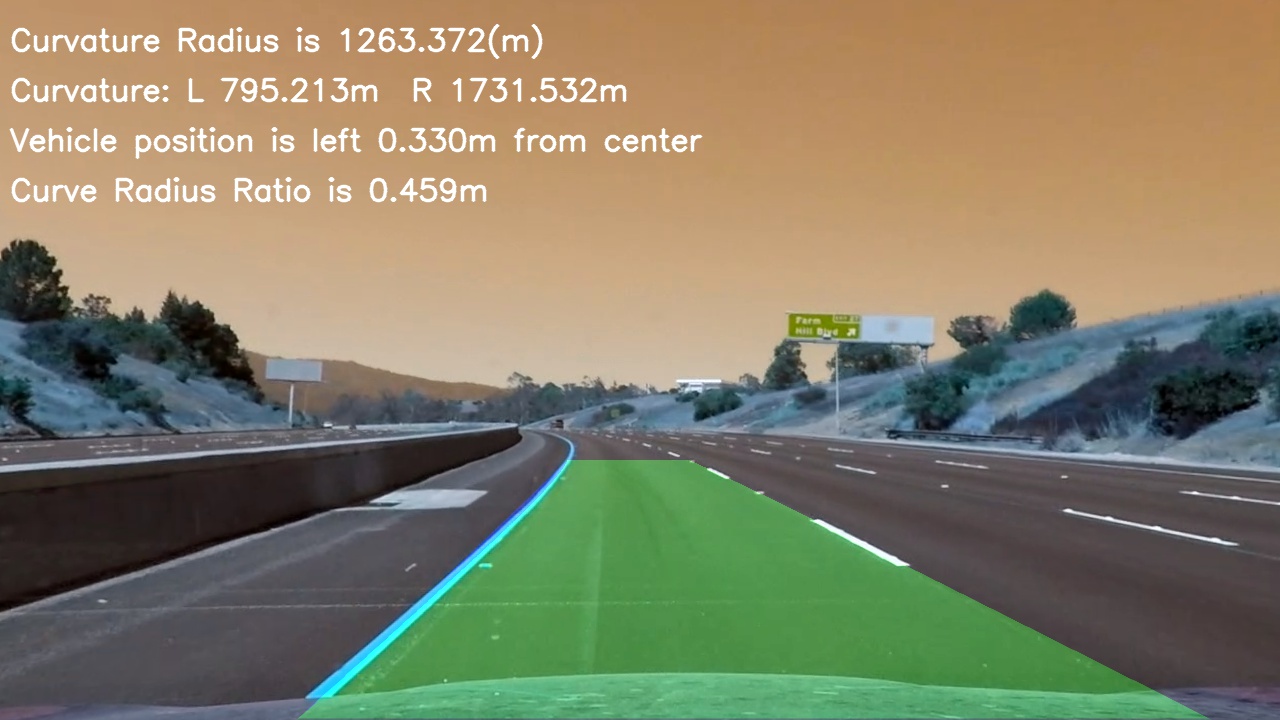 Curvature Radius is 1263.372(m)
Curvature: L 795.213m R 1731.532m
Vehicle position is left 0.330m from center
Curve Radius Ratio is 0.459m
Farm
Hill Blvd